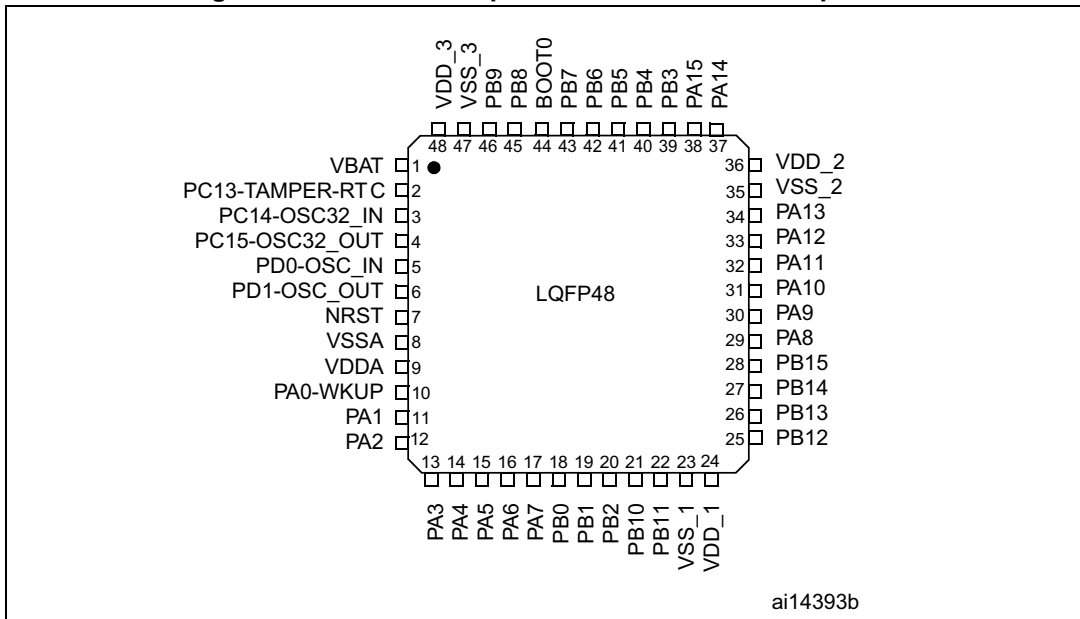 VDD_3
VSS_3
PB9
PB8
BOOT0
PB7
PB6
PB5
PB4
PB3
PA15
PA14
48 47 46 45 44 43 42 41 40 39 38 37
VBAT 1
PC13-TAMPER-RTC 2
PC14-OSC32_IN 3
PC15-OSC32_OUT 4
PD0-OSC_IN 5
PD1-OSC_OUT 6
NRST 7
VSSA 8
VDDA 9
PA0-WKUP 10
PA1 11
PA2 12
LQFP48
36 VDD_2
35 VSS_2
34 PA13
33 PA12
32 PA11
31 PA10
30 PA9
29 PA8
28 PB15
27 PB14
26 PB13
25 PB12
13 14 15 16 17 18 19 20 21 22 23 24
PA3
PA4
PA5
PA6
PA7
PB0
PB1
PB2
PB10
PB11
VSS_1
VDD_1
ai14393b